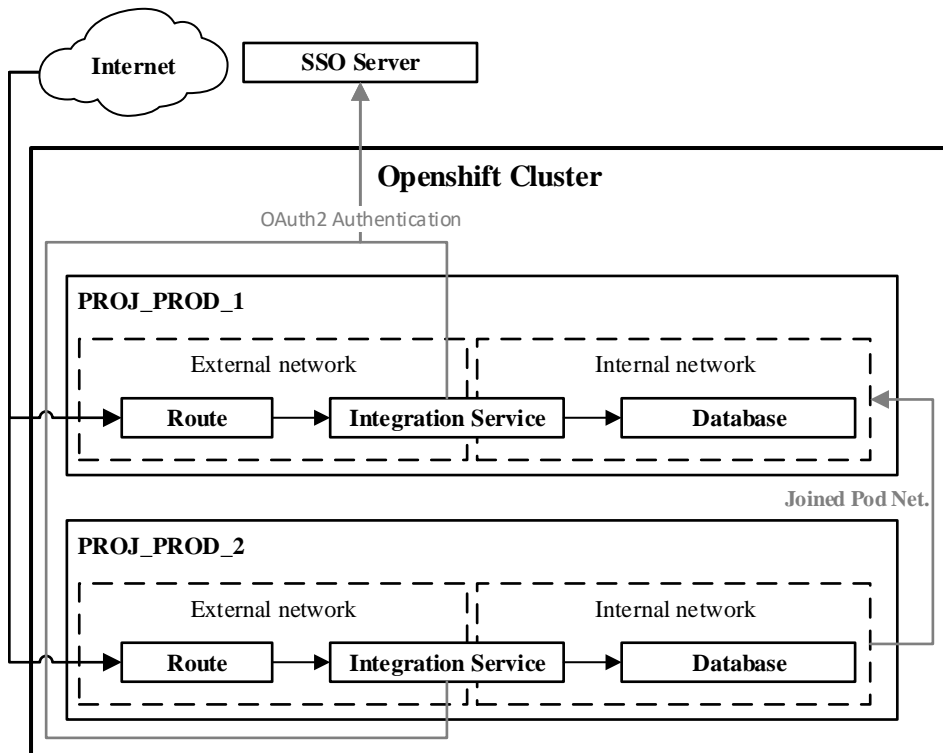 Internet
SSO Server
Openshift Cluster
OAuth2 Authentication
PROJ_PROD_1
External network
Internal network
Route
Integration Service
Database
Joined Pod Net.
PROJ_PROD_2
External network
Internal network
Route
Integration Service
Database